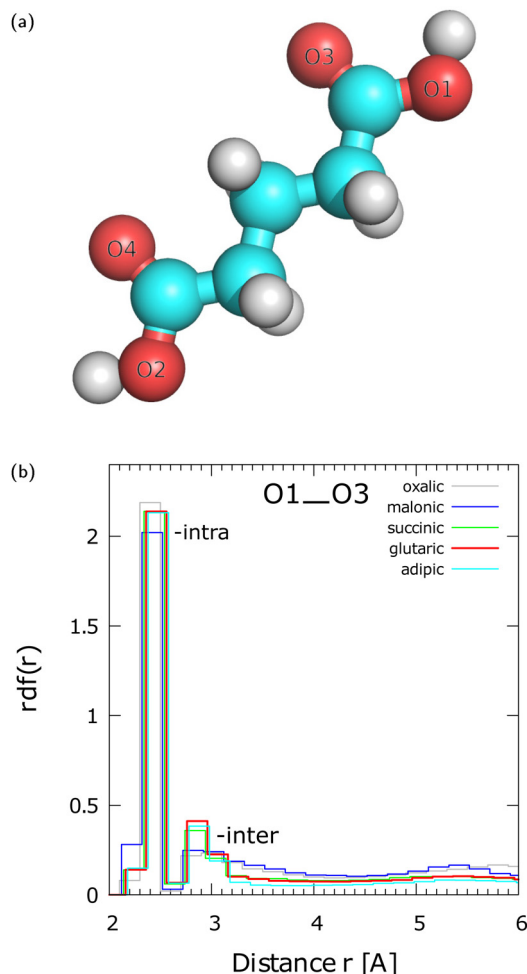 (a)
O3
O1
O4
O2
(b)
O1__O3
oxalic
malonic
succinic
glutaric
adipic
-intra
-inter
rdf(r)
2
1.5
1
0.5
0
2 3 4 5 6
Distance r [A]